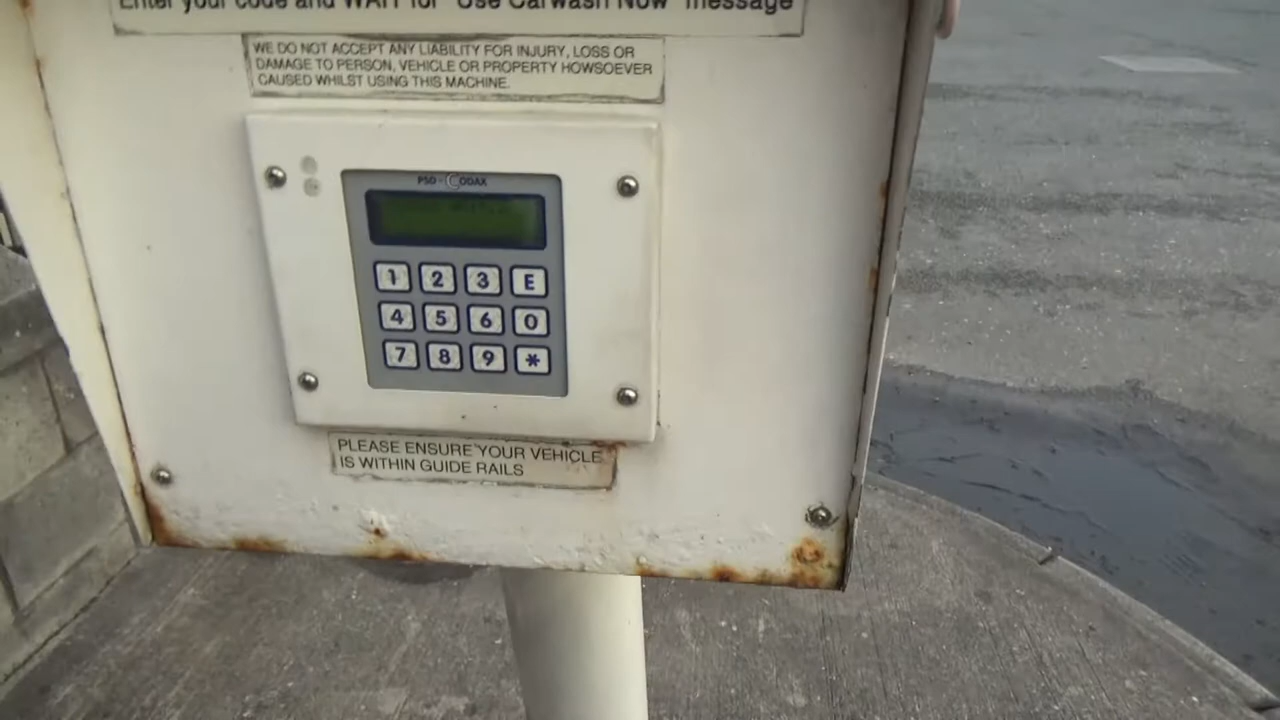 Enter your code and WAIT for "Use Carwash Now" message
WE DO NOT ACCEPT ANY LIABILITY FOR INJURY, LOSS OR
DAMAGE TO PERSON, VEHICLE OR PROPERTY HOWSOEVER
CAUSED WHILST USING THIS MACHINE.
PSD - CODAX
1 2 3 E
4 5 6 0
7 8 9 *
PLEASE ENSURE YOUR VEHICLE
IS WITHIN GUIDE RAILS